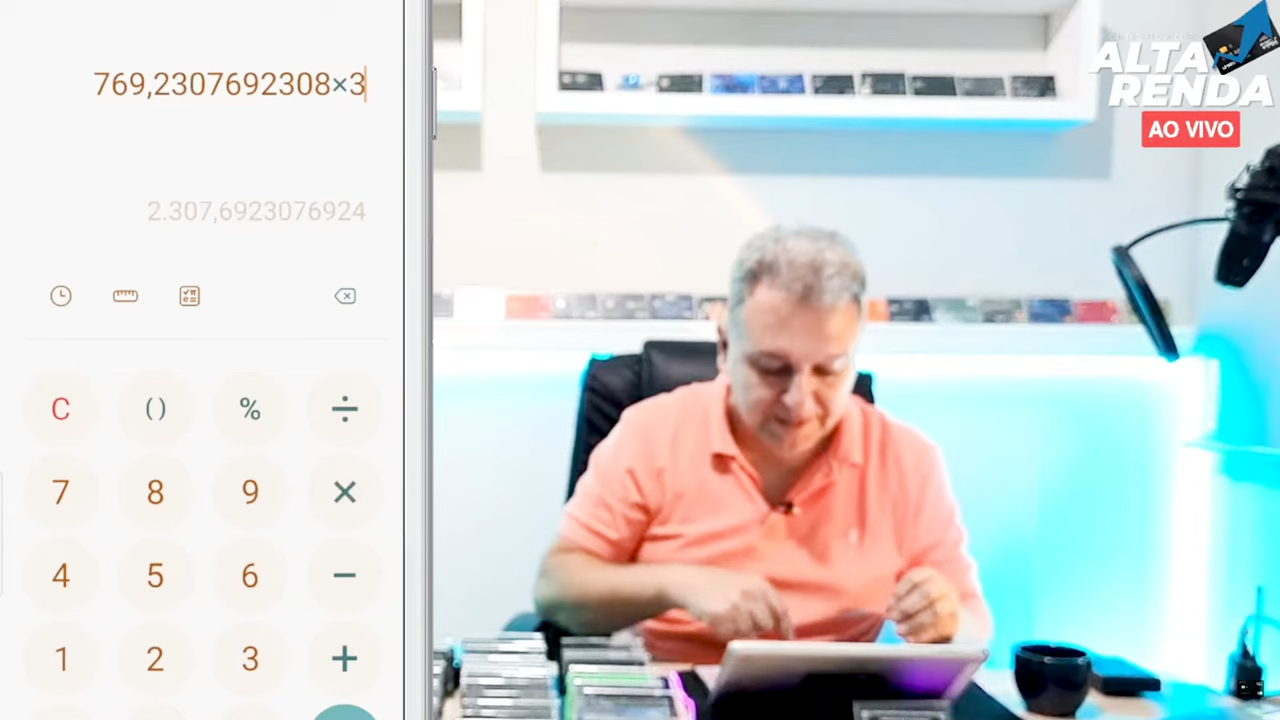 769,2307692308×3
2.307,6923076924
C () % ÷
7 8 9 ×
4 5 6 −
1 2 3 +
ALTA
RENDA
AO VIVO